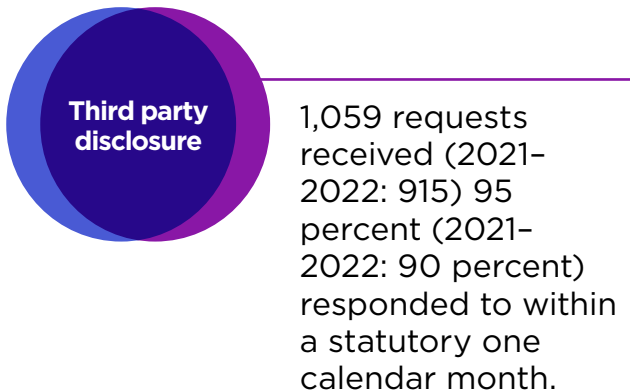 Third party
disclosure
1,059 requests
received (2021–
2022: 915) 95
percent (2021–
2022: 90 percent)
responded to within
a statutory one
calendar month.